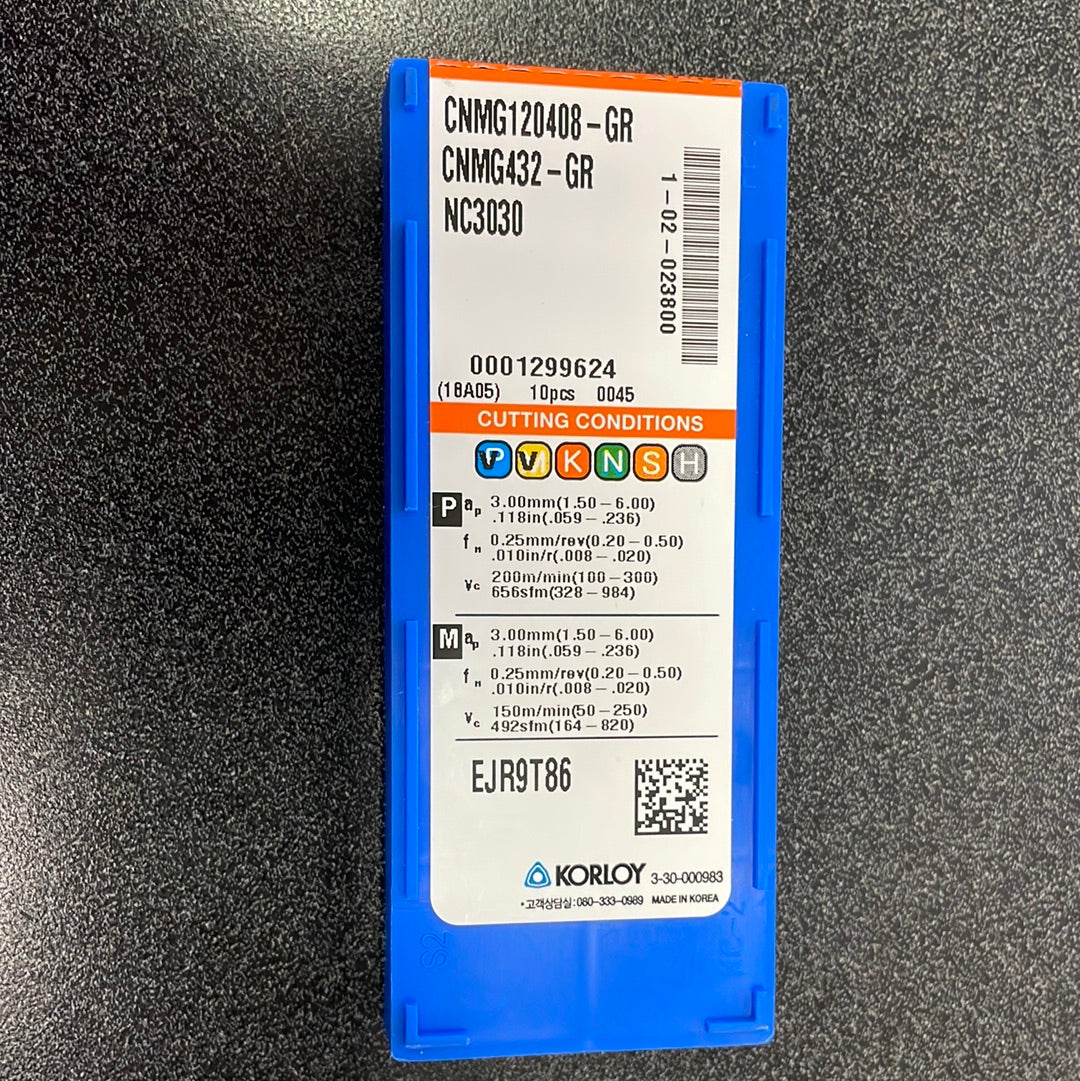 CNMG120408-GR
CNMG432-GR
NC3030
1-02-023800
0001299624
(18A05) 10pcs 0045
CUTTING CONDITIONS
P M K N S H
P ap 3.00mm(1.50-6.00)
.118in(.059-.236)
fn 0.25mm/rev(0.20-0.50)
.010in/r(.008-.020)
vc 200m/min(100-300)
656sfm(328-984)
M ap 3.00mm(1.50-6.00)
.118in(.059-.236)
fn 0.25mm/rev(0.20-0.50)
.010in/r(.008-.020)
vc 150m/min(50-250)
492sfm(164-820)
EJR9T86
KORLOY 3-30-000983
•고객상담실:080-333-0989 MADE IN KOREA
S2